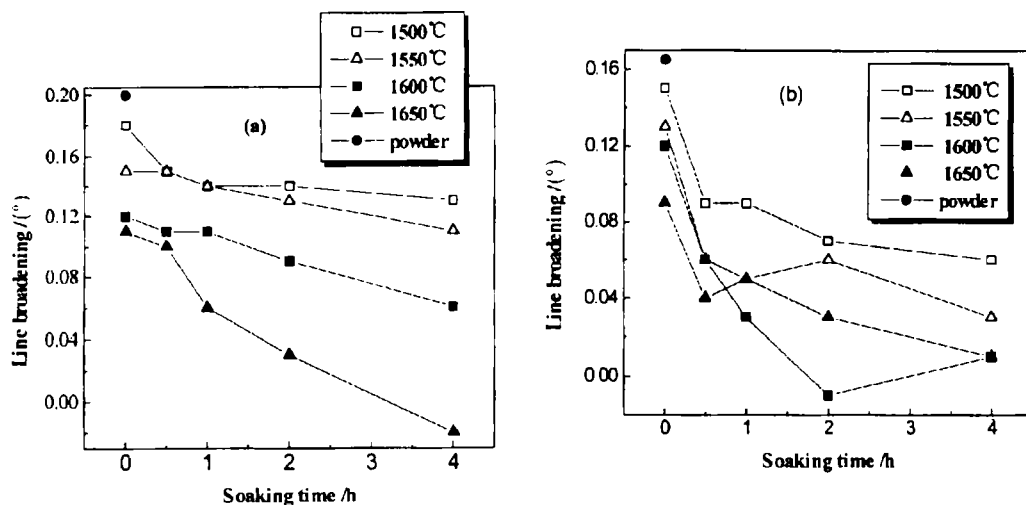 1500℃
1550℃
1600℃
1650℃
powder
(a)
0.20
0.16
0.12
0.08
0.04
0.00
Line broadening /(°)
0 1 2 3 4
Soaking time /h
(b)
1500℃
1550℃
1600℃
1650℃
powder
0.16
0.12
0.08
0.04
0.00
Line broadening /(°)
0 1 2 3 4
Soaking time /h